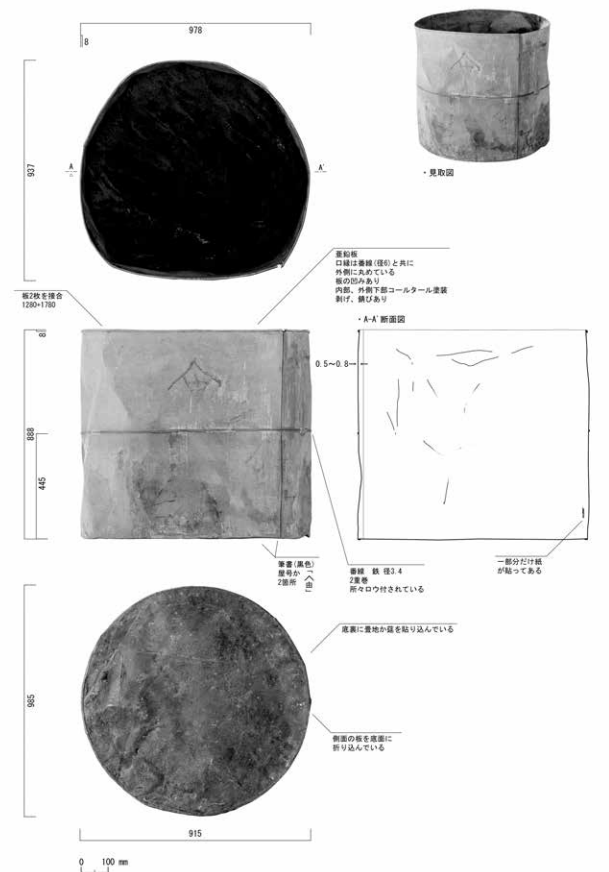 978
8
937
A
A'
・見取図
亜鉛板
口縁は番線(径6)と共に
外側に丸めている
板の凹みあり
内部、外側下部コールタール塗装
剥げ、錆びあり
板2枚を接合
1280+1780
・A-A'断面図
8
888
445
0.5～0.8
筆書(黒色)
屋号か
2箇所
「𠆢由」
番線 鉄 径3.4
2重巻
所々ロウ付されている
一部分だけ紙
が貼ってある
底裏に畳地か筵を貼り込んでいる
985
側面の板を底面に
折り込んでいる
915
0 100 mm